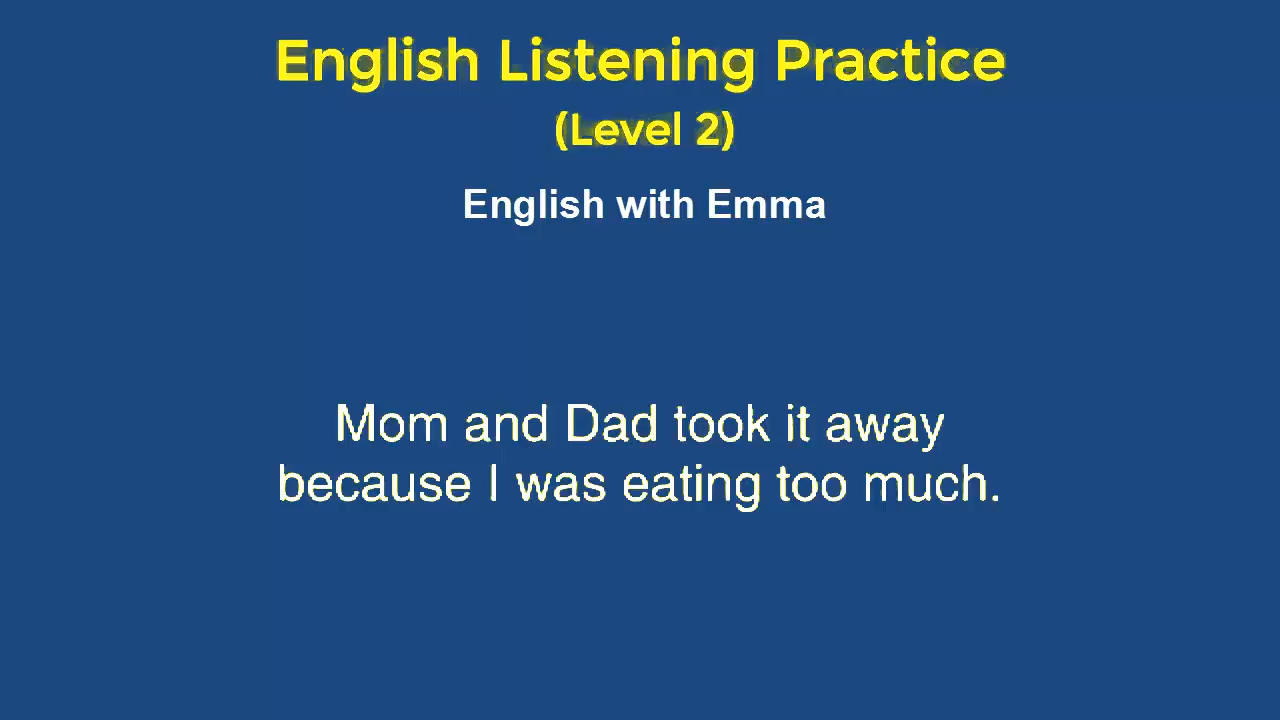 English Listening Practice
(Level 2)
English with Emma
Mom and Dad took it away
because I was eating too much.